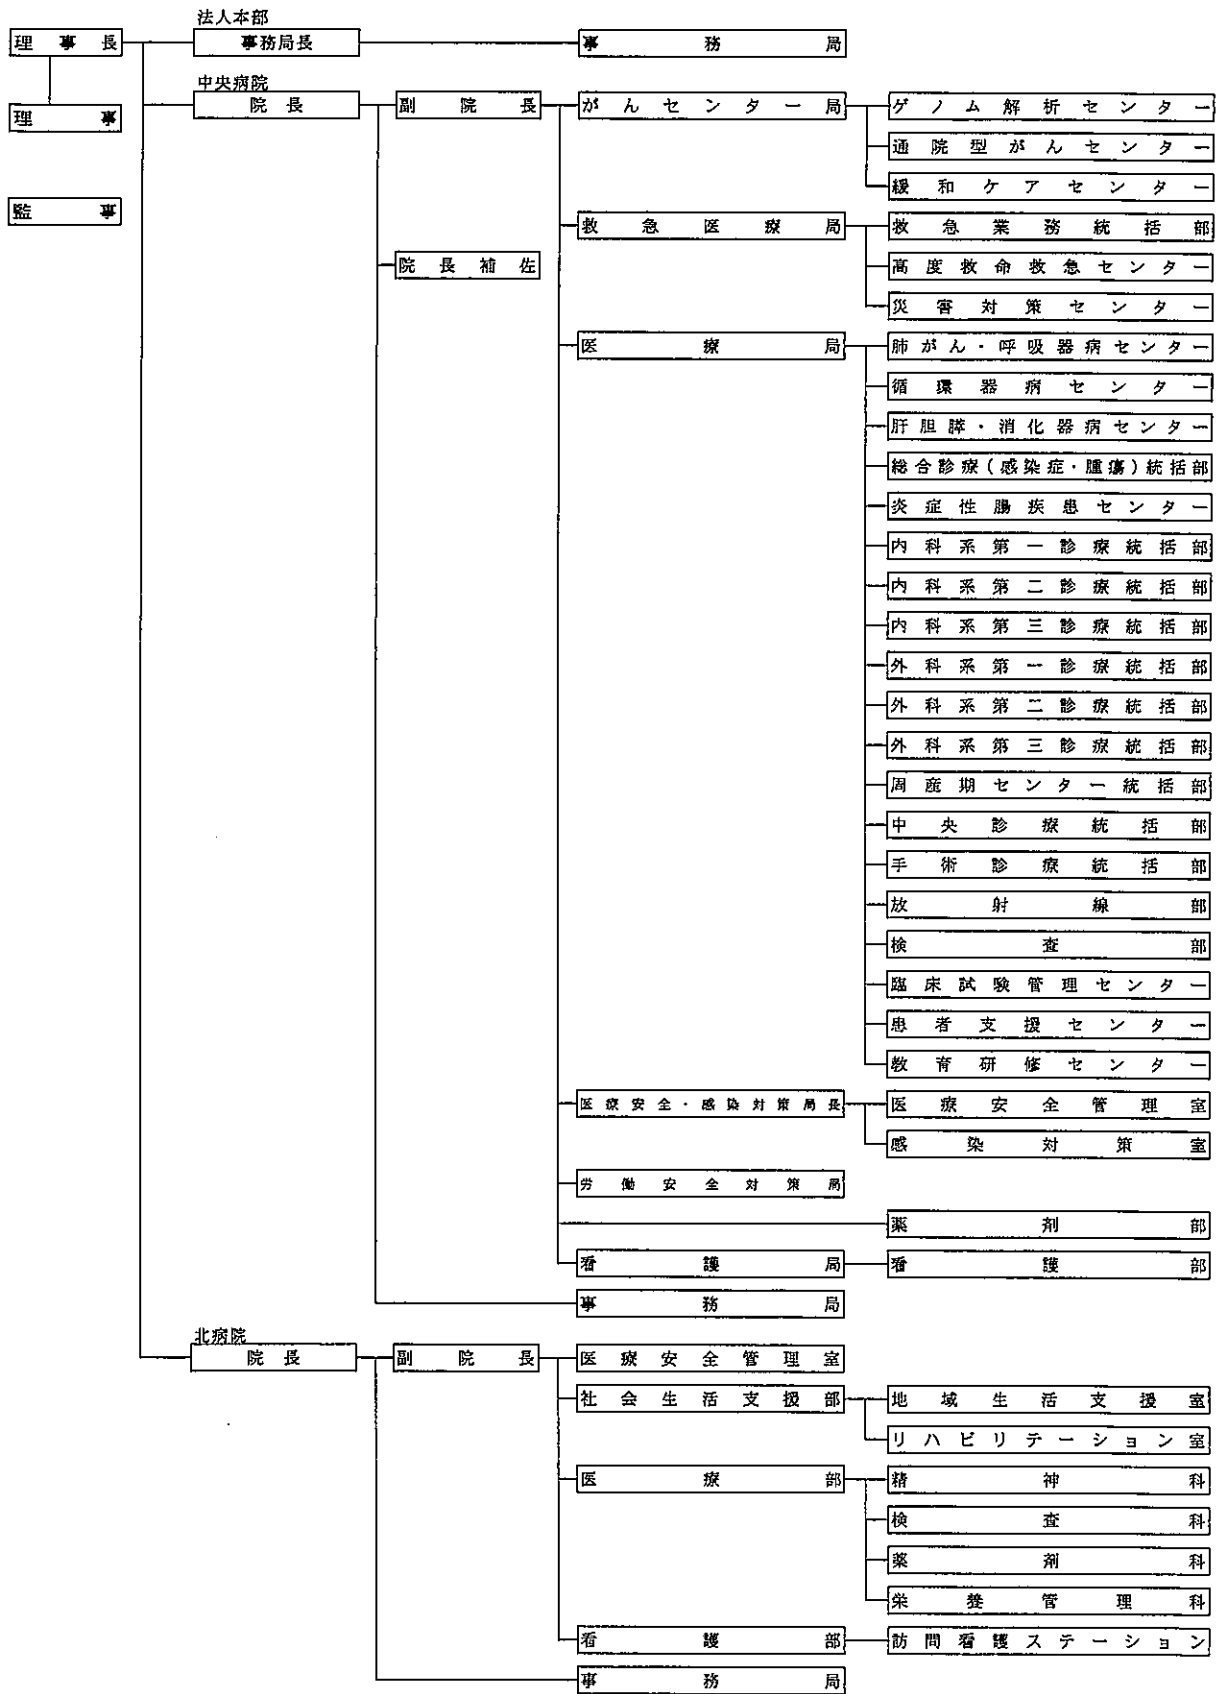 法人本部
理事長 事務局長 事務局
中央病院
理事 院長 副院長 がんセンター局 ゲノム解析センター
通院型がんセンター
緩和ケアセンター
監事 救急医療局 救急業務統括部
院長補佐 高度救命救急センター
災害対策センター
医療局 肺がん・呼吸器病センター
循環器病センター
肝胆膵・消化器病センター
総合診療(感染症・腫瘍)統括部
炎症性腸疾患センター
内科系第一診療統括部
内科系第二診療統括部
内科系第三診療統括部
外科系第一診療統括部
外科系第二診療統括部
外科系第三診療統括部
周産期センター統括部
中央診療統括部
手術診療統括部
放射線部
検査部
臨床試験管理センター
患者支援センター
教育研修センター
医療安全・感染対策局長 医療安全管理室
感染対策室
労働安全対策局
薬剤部
看護局 看護部
事務局
北病院
院長 副院長 医療安全管理室
社会生活支援部 地域生活支援室
リハビリテーション室
医療部 精神科
検査科
薬剤科
栄養管理科
看護部 訪問看護ステーション
事務局